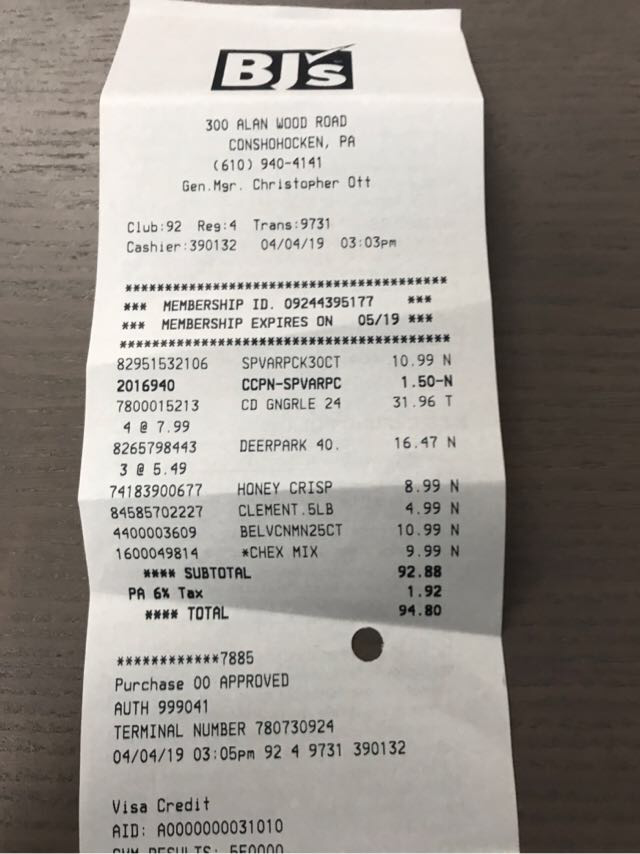 BJ's
300 ALAN WOOD ROAD
CONSHOHOCKEN, PA
(610) 940-4141
Gen.Mgr. Christopher Ott
Club:92 Reg:4 Trans:9731
Cashier:390132 04/04/19 03:03pm
****************************************
*** MEMBERSHIP ID. 09244395177 ***
*** MEMBERSHIP EXPIRES ON 05/19 ***
****************************************
82951532106 SPVARPCK30CT 10.99 N
2016940 CCPN-SPVARPC 1.50-N
7800015213 CD GNGRLE 24 31.96 T
4 @ 7.99
8265798443 DEERPARK 40. 16.47 N
3 @ 5.49
74183900677 HONEY CRISP 8.99 N
84585702227 CLEMENT.5LB 4.99 N
4400003609 BELVCNMN25CT 10.99 N
1600049814 *CHEX MIX 9.99 N
**** SUBTOTAL 92.88
PA 6% Tax 1.92
**** TOTAL 94.80
************7885
Purchase 00 APPROVED
AUTH 999041
TERMINAL NUMBER 780730924
04/04/19 03:05pm 92 4 9731 390132
Visa Credit
AID: A0000000031010
CVM RESULTS: 5E0000